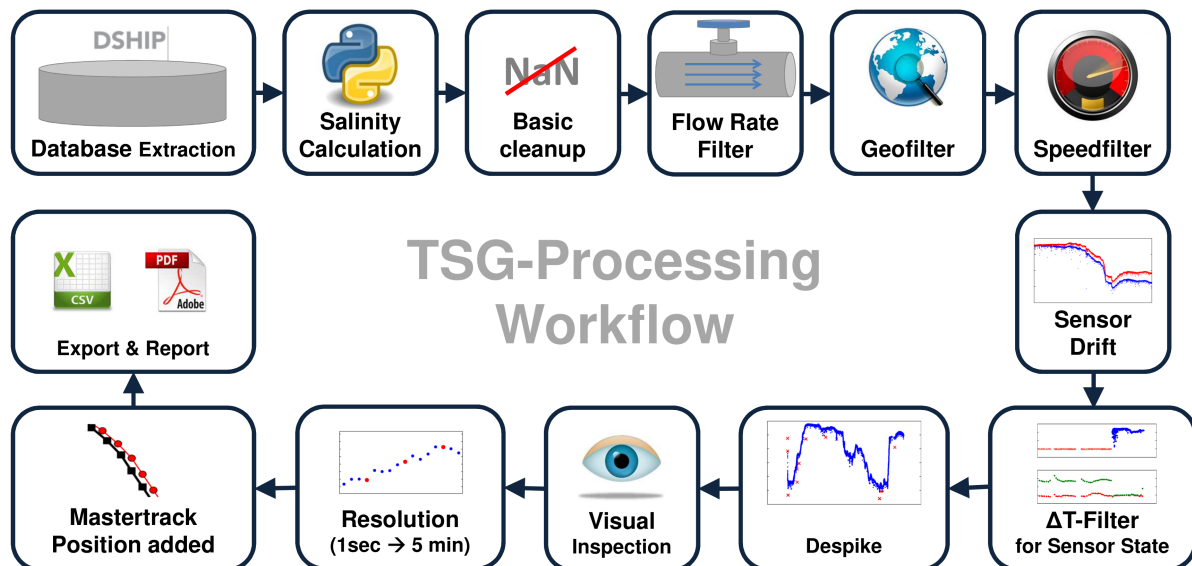 DSHIP
Database Extraction
Salinity
Calculation
NaN
Basic
cleanup
Flow Rate
Filter
Geofilter
Speedfilter
TSG-Processing
Workflow
Sensor
Drift
ΔT-Filter
for Sensor State
Despike
Visual
Inspection
Resolution
(1sec → 5 min)
Mastertrack
Position added
X
CSV
PDF
Adobe
Export & Report